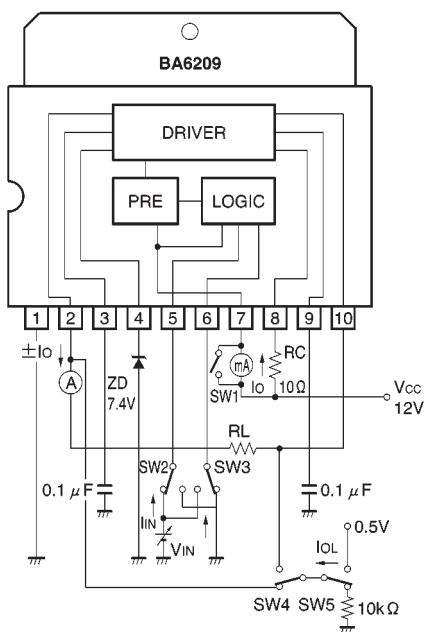 BA6209
DRIVER
PRE
LOGIC
1 2 3 4 5 6 7 8 9 10
±IO
A
ZD
7.4V
SW1
mA
IO
RC
10Ω
VCC
12V
RL
SW2
SW3
0.1 μF
IIN
VIN
0.1 μF
0.5V
IOL
SW4
SW5
10kΩ